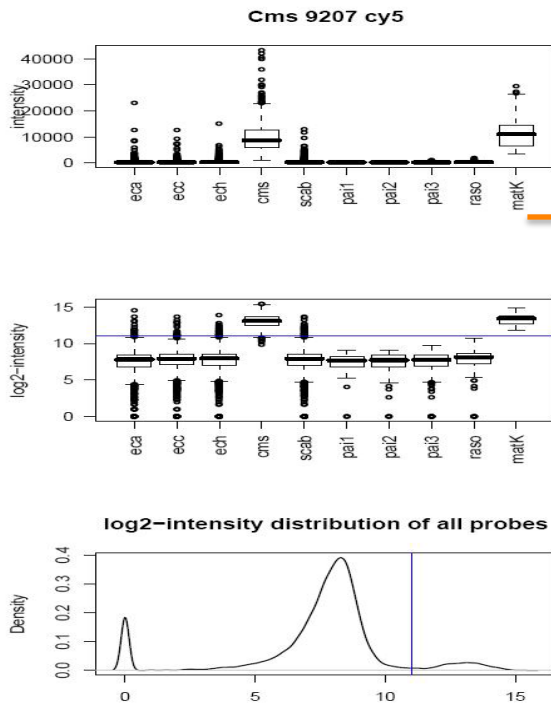 Cms 9207 cy5
intensity
40000
30000
20000
10000
0
eca ecc ech cms scab pai1 pai2 pai3 raso matK
log2-intensity
15
10
5
0
eca ecc ech cms scab pai1 pai2 pai3 raso matK
log2-intensity distribution of all probes
Density
0.4
0.3
0.2
0.1
0.0
0 5 10 15